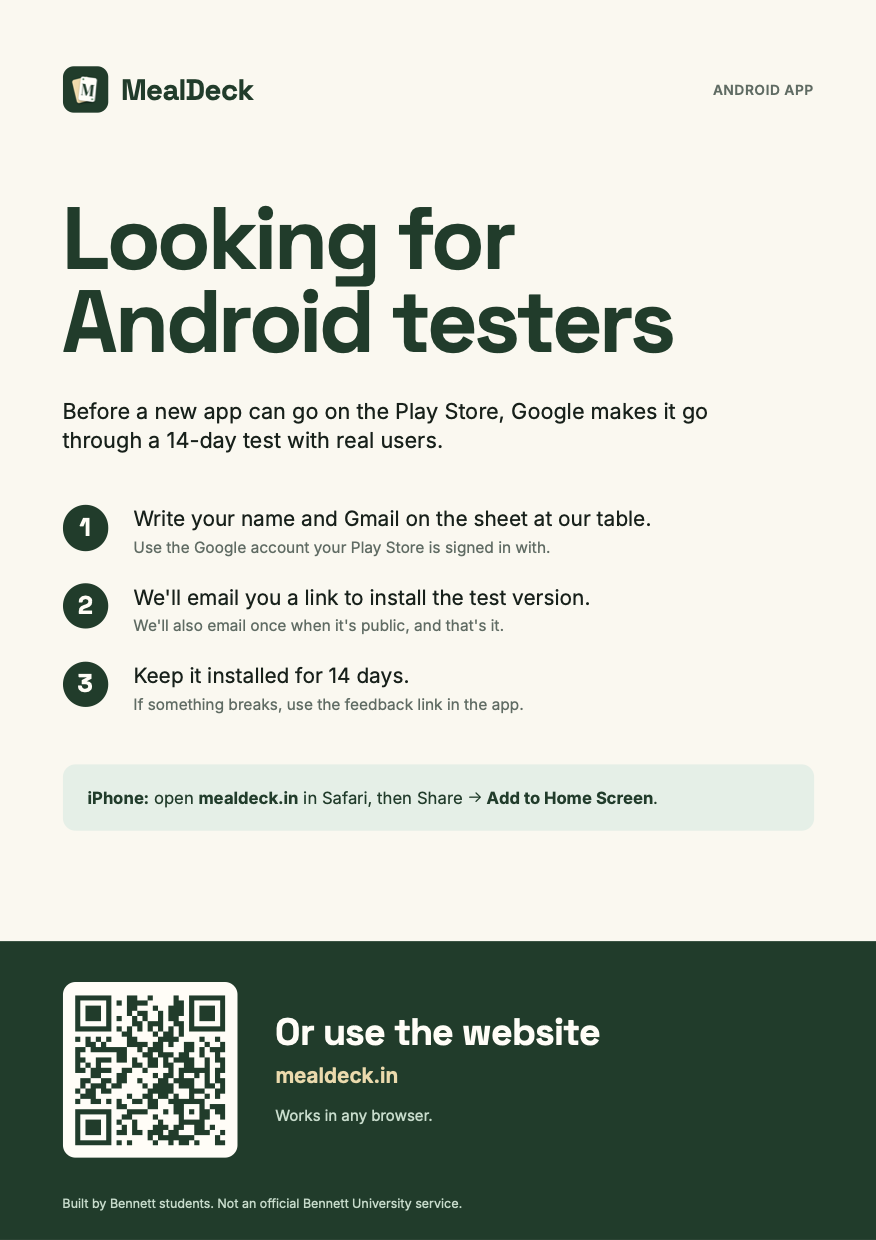 M
MealDeck
ANDROID APP
Looking for
Android testers
Before a new app can go on the Play Store, Google makes it go
through a 14-day test with real users.
1
Write your name and Gmail on the sheet at our table.
Use the Google account your Play Store is signed in with.
2
We'll email you a link to install the test version.
We'll also email once when it's public, and that's it.
3
Keep it installed for 14 days.
If something breaks, use the feedback link in the app.
iPhone: open mealdeck.in in Safari, then Share → Add to Home Screen.
Or use the website
mealdeck.in
Works in any browser.
Built by Bennett students. Not an official Bennett University service.